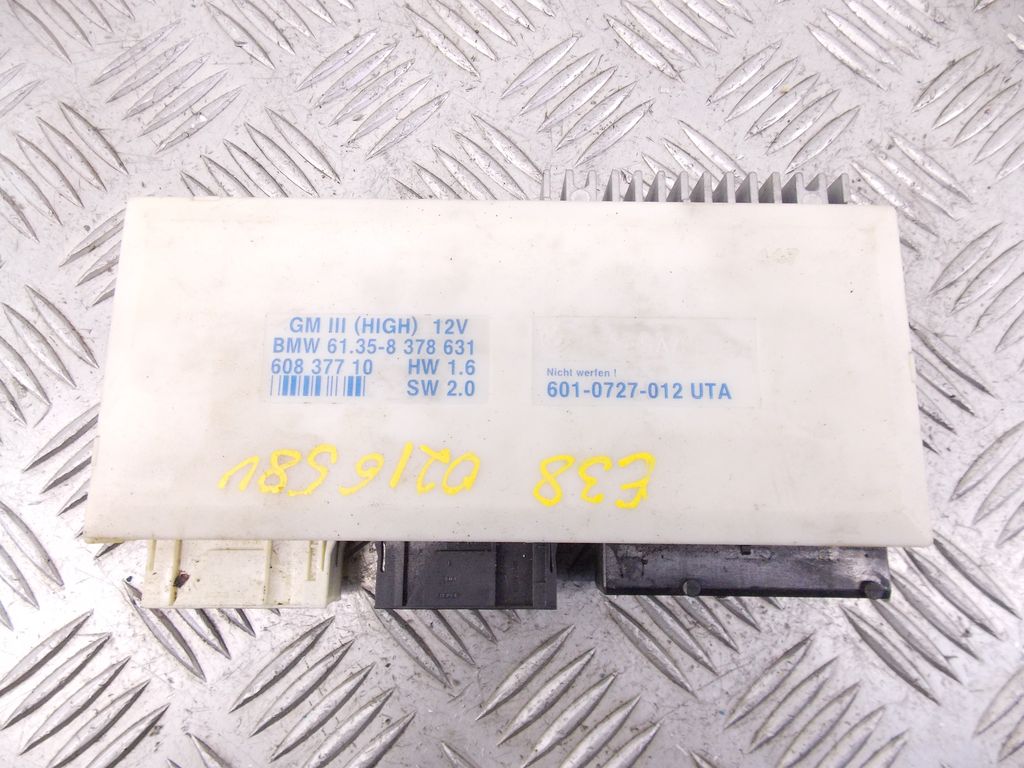 GM III (HIGH) 12V
BMW 61.35-8 378 631
608 377 10 HW 1.6
SW 2.0
Nicht werfen !
601-0727-012 UTA
E38